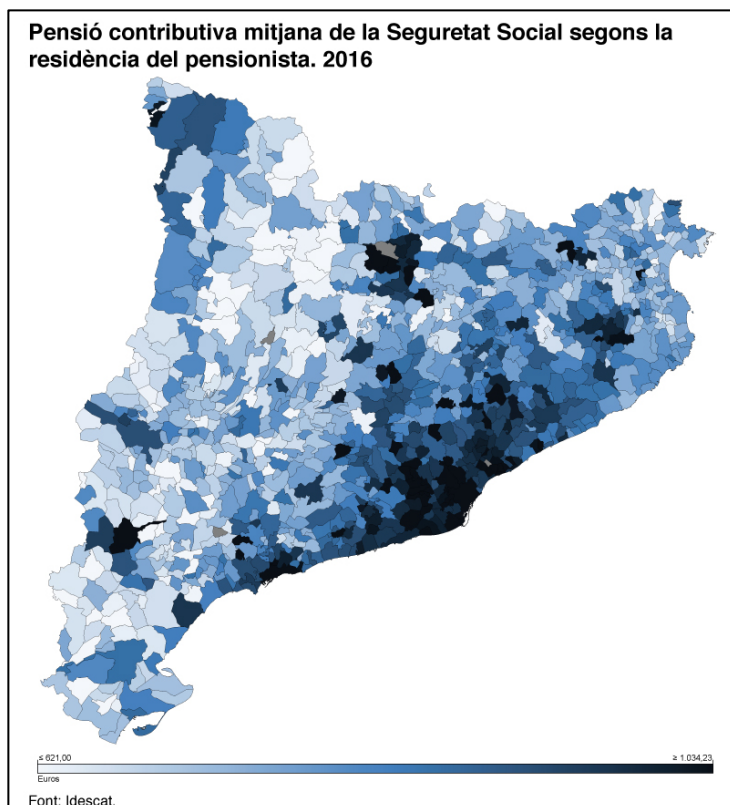 Pensió contributiva mitjana de la Seguretat Social segons la
residència del pensionista. 2016
≤ 621,00
≥ 1.034,23
Euros
Font: Idescat.